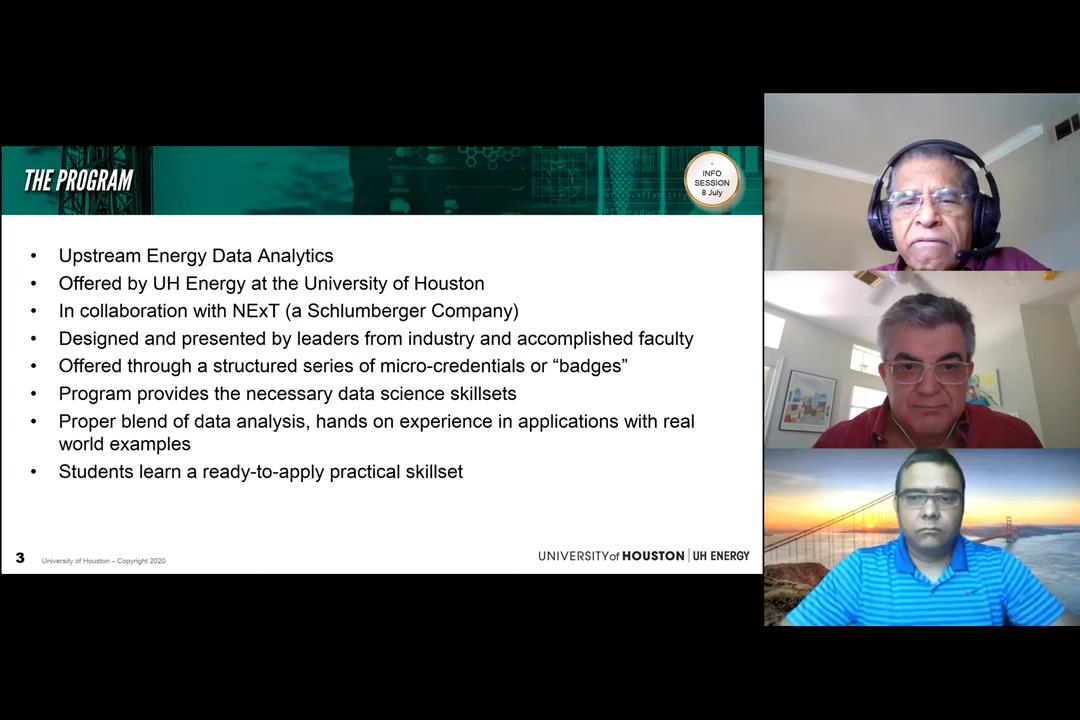 THE PROGRAM
INFO
SESSION
8 July
• Upstream Energy Data Analytics
• Offered by UH Energy at the University of Houston
• In collaboration with NExT (a Schlumberger Company)
• Designed and presented by leaders from industry and accomplished faculty
• Offered through a structured series of micro-credentials or “badges”
• Program provides the necessary data science skillsets
• Proper blend of data analysis, hands on experience in applications with real
world examples
• Students learn a ready-to-apply practical skillset
3
University of Houston – Copyright 2020
UNIVERSITY of HOUSTON | UH ENERGY